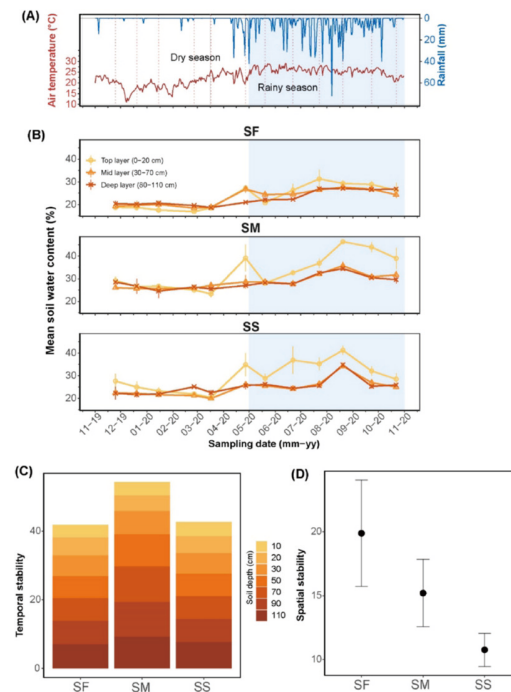 (A)
Air temperature (°C)
30
25
20
15
10
Dry season
Rainy season
0
20
40
60
Rainfall (mm)
(B)
Mean soil water content (%)
SF
Top layer (0−20 cm)
Mid layer (30−70 cm)
Deep layer (80−110 cm)
40
30
20
SM
40
30
20
SS
40
30
20
11-19
12-19
01-20
02-20
03-20
04-20
05-20
06-20
07-20
08-20
09-20
10-20
11-20
Sampling date (mm-yy)
(C)
Temporal stability
40
20
0
SF SM SS
Soil depth (cm)
10
20
30
50
70
90
110
(D)
Spatial stability
20
15
10
SF SM SS